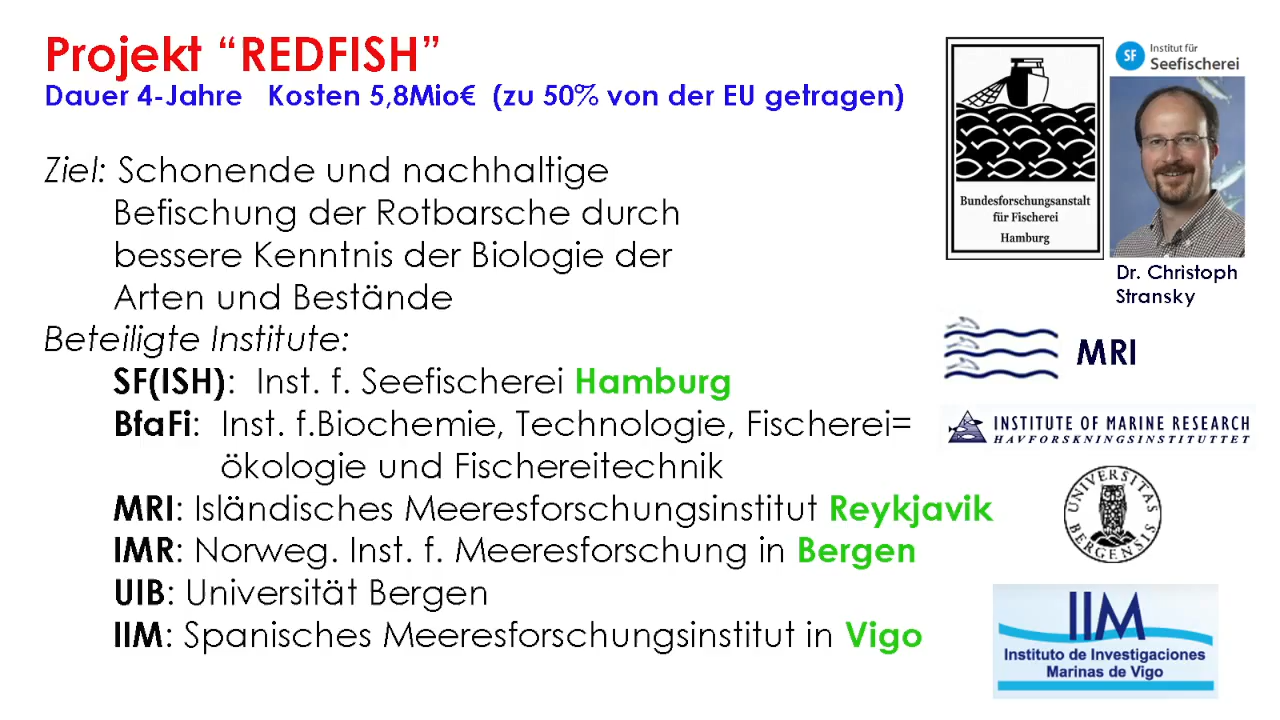 Projekt “REDFISH”
Dauer 4-Jahre Kosten 5,8Mio€ (zu 50% von der EU getragen)
Ziel: Schonende und nachhaltige
Befischung der Rotbarsche durch
bessere Kenntnis der Biologie der
Arten und Bestände
Beteiligte Institute:
SF(ISH): Inst. f. Seefischerei Hamburg
BfaFi: Inst. f.Biochemie, Technologie, Fischerei=
ökologie und Fischereitechnik
MRI: Isländisches Meeresforschungsinstitut Reykjavik
IMR: Norweg. Inst. f. Meeresforschung in Bergen
UIB: Universität Bergen
IIM: Spanisches Meeresforschungsinstitut in Vigo
Bundesforschungsanstalt
für Fischerei
Hamburg
SF
Institut für
Seefischerei
Dr. Christoph
Stransky
MRI
INSTITUTE OF MARINE RESEARCH
HAVFORSKNINGSINSTITUTTET
UNIVERSITAS
BERGENSIS
IIM
Instituto de Investigaciones
Marinas de Vigo